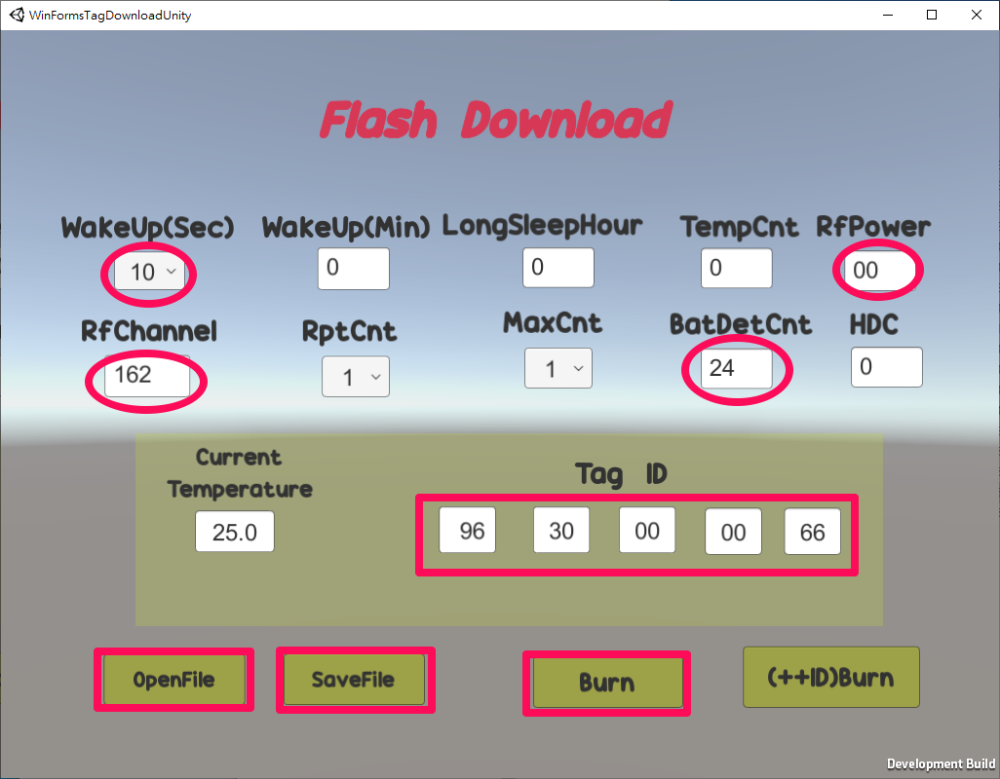 WinFormsTagDownloadUnity
Flash Download
WakeUp(Sec) WakeUp(Min) LongSleepHour TempCnt RfPower
10 0 0 0 00
RfChannel RptCnt MaxCnt BatDetCnt HDC
162 1 1 24 0
Current
Temperature
25.0
Tag ID
96 30 00 00 66
OpenFile SaveFile Burn (++ID)Burn
Development Build